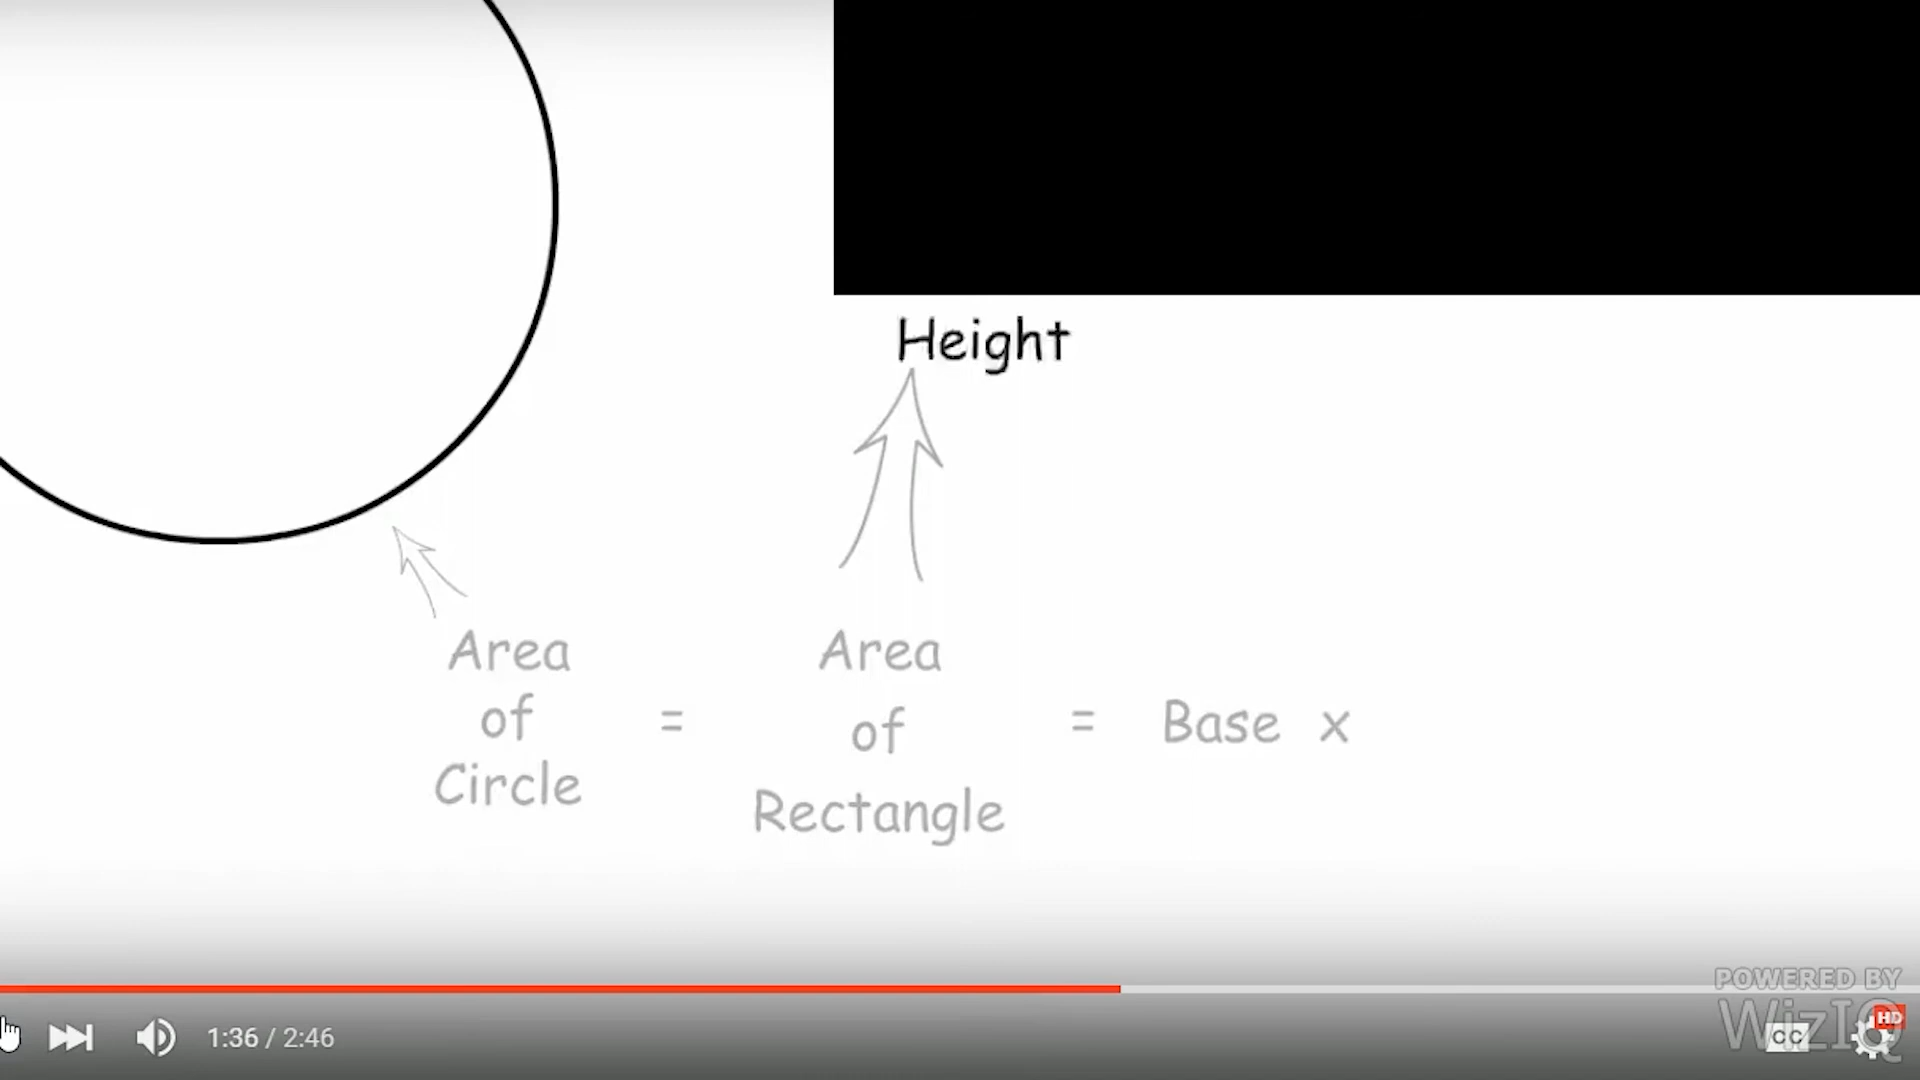 Height
Area
of
Circle
=
Area
of
Rectangle
= Base x
1:36 / 2:46
POWERED BY
WizIQ
HD
CC